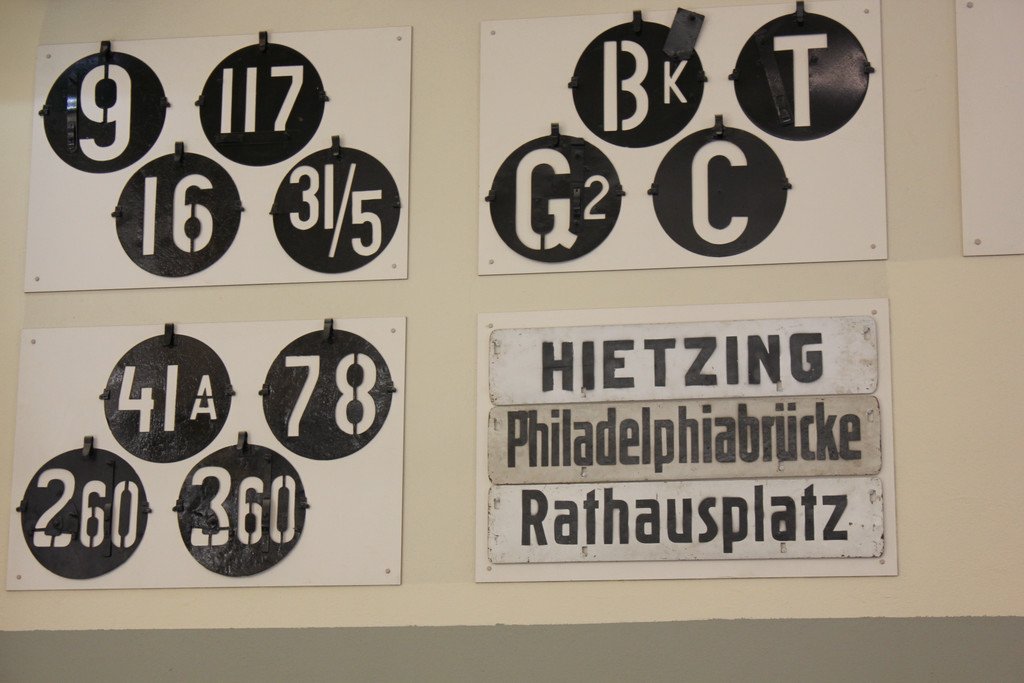 9
117
16
31/5
BK
T
G2
C
41A
78
260
360
HIETZING
Philadelphiabrücke
Rathausplatz